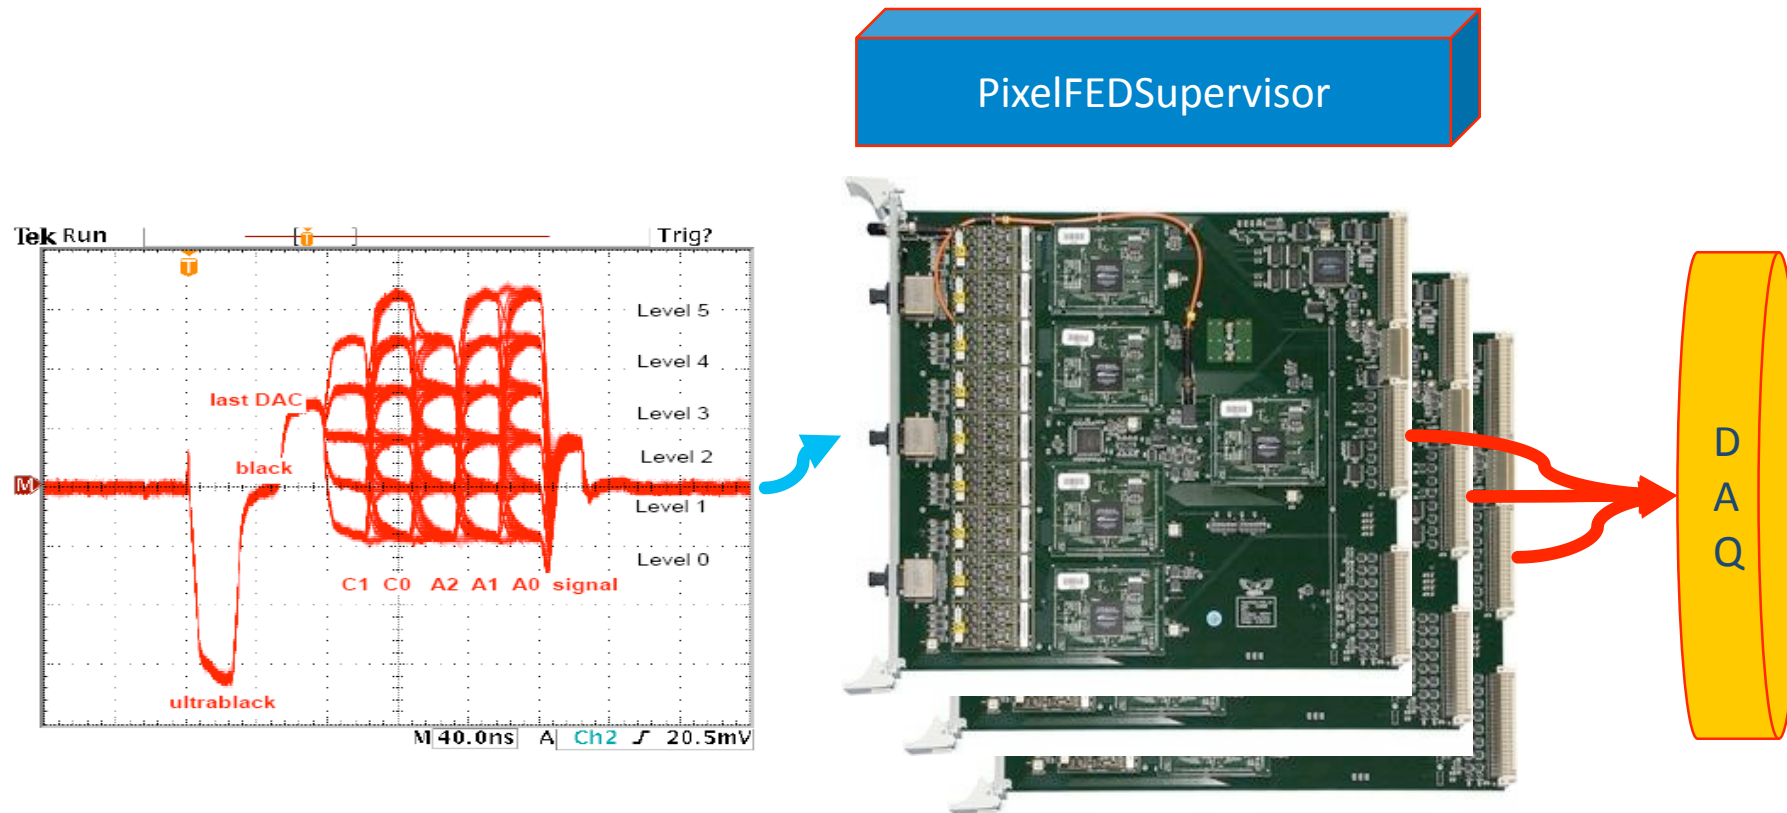 PixelFEDSupervisor
Tek Run
Trig?
T
T
Level 5
Level 4
last DAC
Level 3
black
Level 2
M
Level 1
Level 0
C1 C0 A2 A1 A0 signal
ultrablack
M 40.0ns A Ch2 20.5mV
D
A
Q